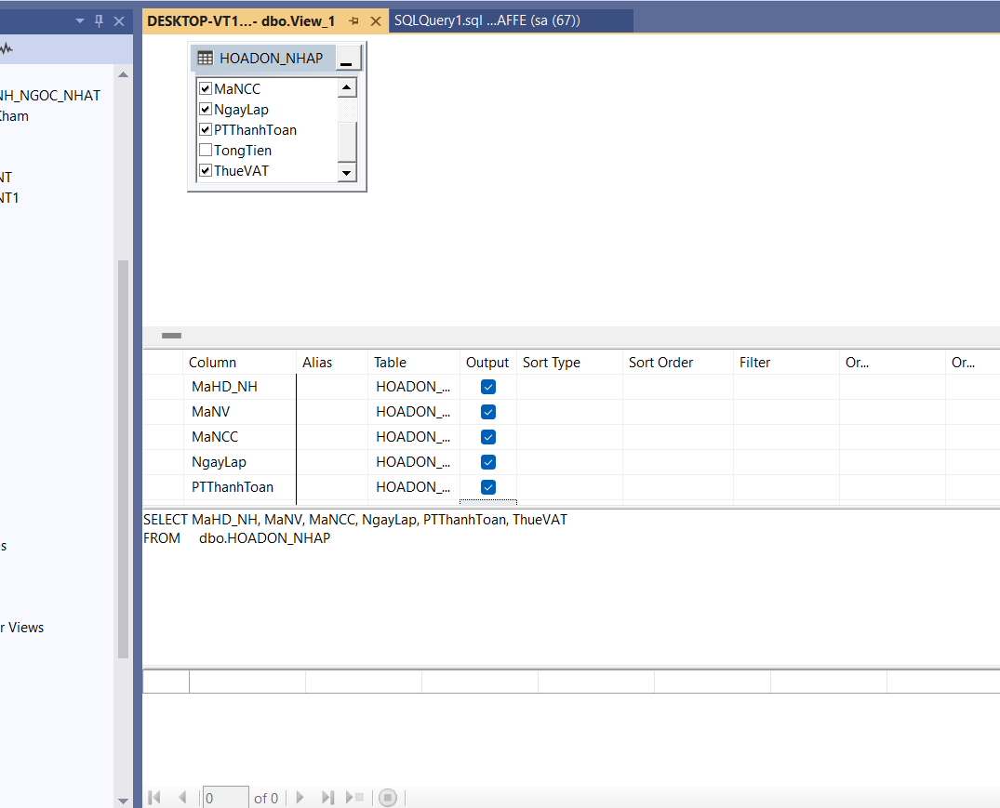 DESKTOP-VT1...- dbo.View_1
SQLQuery1.sql ...AFFE (sa (67))
NH_NGOC_NHAT
Kham
NT
NT1
s
r Views
HOADON_NHAP
MaNCC
NgayLap
PTThanhToan
TongTien
ThueVAT
Column Alias Table Output Sort Type Sort Order Filter Or... Or...
MaHD_NH HOADON_...
MaNV HOADON_...
MaNCC HOADON_...
NgayLap HOADON_...
PTThanhToan HOADON_...
SELECT MaHD_NH, MaNV, MaNCC, NgayLap, PTThanhToan, ThueVAT
FROM dbo.HOADON_NHAP
0 of 0